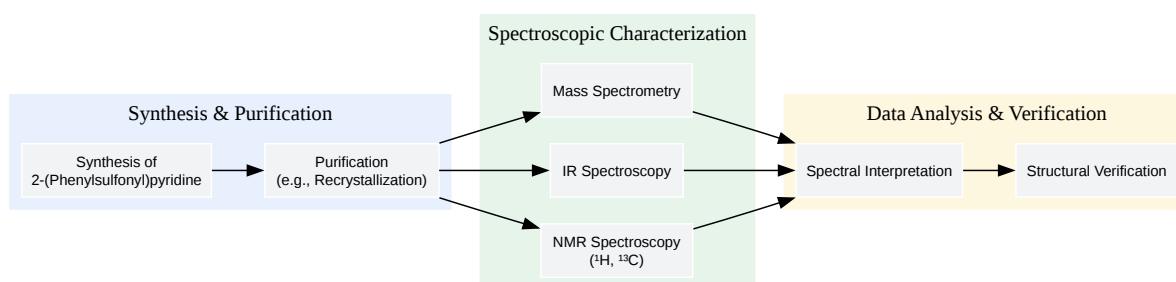 Spectroscopic Characterization
Mass Spectrometry
Synthesis & Purification
Data Analysis & Verification
Synthesis of
2-(Phenylsulfonyl)pyridine
Purification
(e.g., Recrystallization)
IR Spectroscopy
Spectral Interpretation
Structural Verification
NMR Spectroscopy
(¹H, ¹³C)